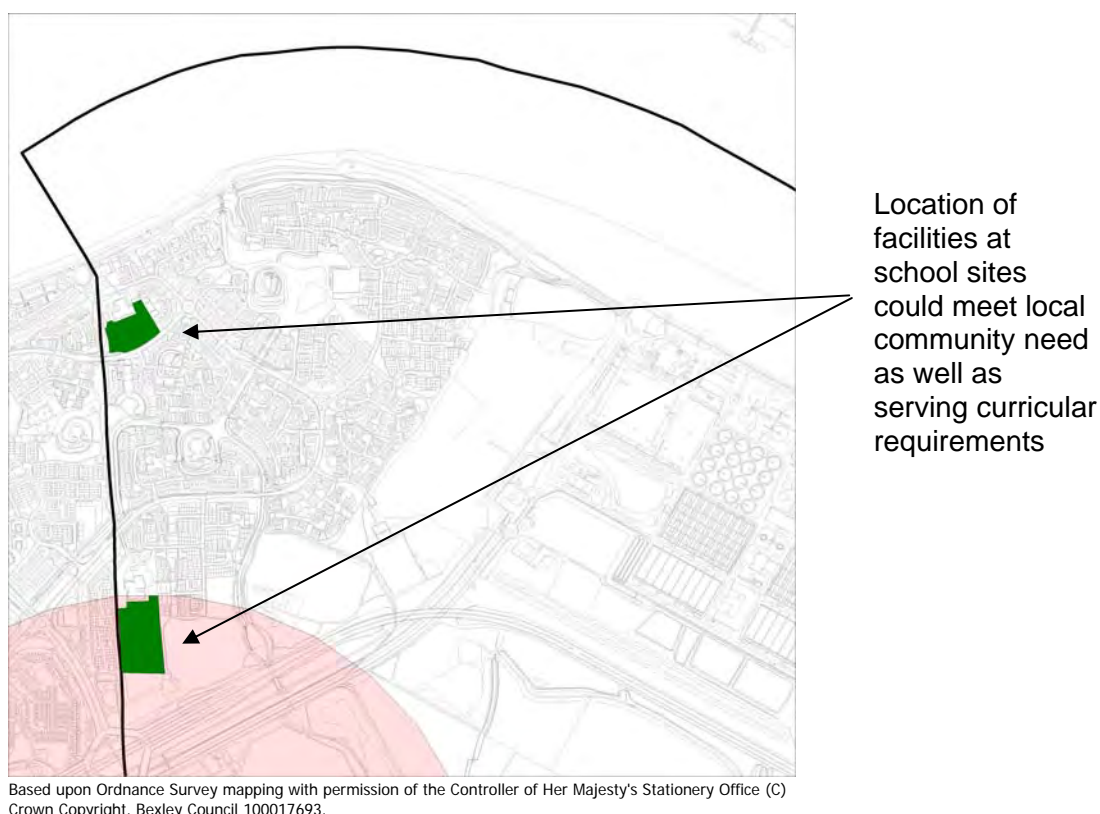 Location of
facilities at
school sites
could meet local
community need
as well as
serving curricular
requirements
Based upon Ordnance Survey mapping with permission of the Controller of Her Majesty's Stationery Office (C)
Crown Copyright. Bexley Council 100017693.